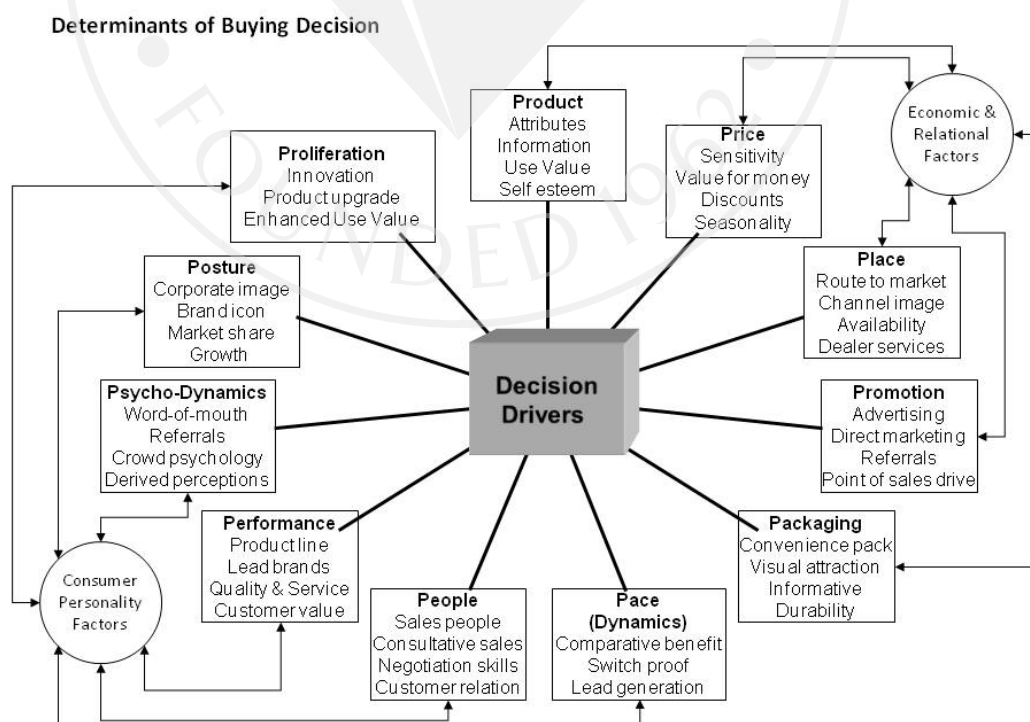 Determinants of Buying Decision
Product
Attributes
Information
Use Value
Self esteem
Price
Sensitivity
Value for money
Discounts
Seasonality
Economic &
Relational
Factors
Proliferation
Innovation
Product upgrade
Enhanced Use Value
Posture
Corporate image
Brand icon
Market share
Growth
Place
Route to market
Channel image
Availability
Dealer services
Decision
Drivers
Psycho-Dynamics
Word-of-mouth
Referrals
Crowd psychology
Derived perceptions
Promotion
Advertising
Direct marketing
Referrals
Point of sales drive
Performance
Product line
Lead brands
Quality & Service
Customer value
Packaging
Convenience pack
Visual attraction
Informative
Durability
Consumer
Personality
Factors
People
Sales people
Consultative sales
Negotiation skills
Customer relation
Pace
(Dynamics)
Comparative benefit
Switch proof
Lead generation
FOUNDED 1962